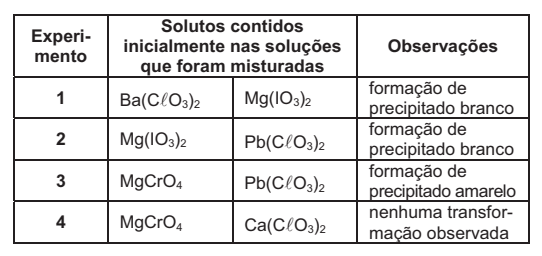 Experi-
mento
Solutos contidos
inicialmente nas soluções
que foram misturadas
Observações
1
Ba(CℓO₃)₂
Mg(IO₃)₂
formação de
precipitado branco
2
Mg(IO₃)₂
Pb(CℓO₃)₂
formação de
precipitado branco
3
MgCrO₄
Pb(CℓO₃)₂
formação de
precipitado amarelo
4
MgCrO₄
Ca(CℓO₃)₂
nenhuma transfor-
mação observada